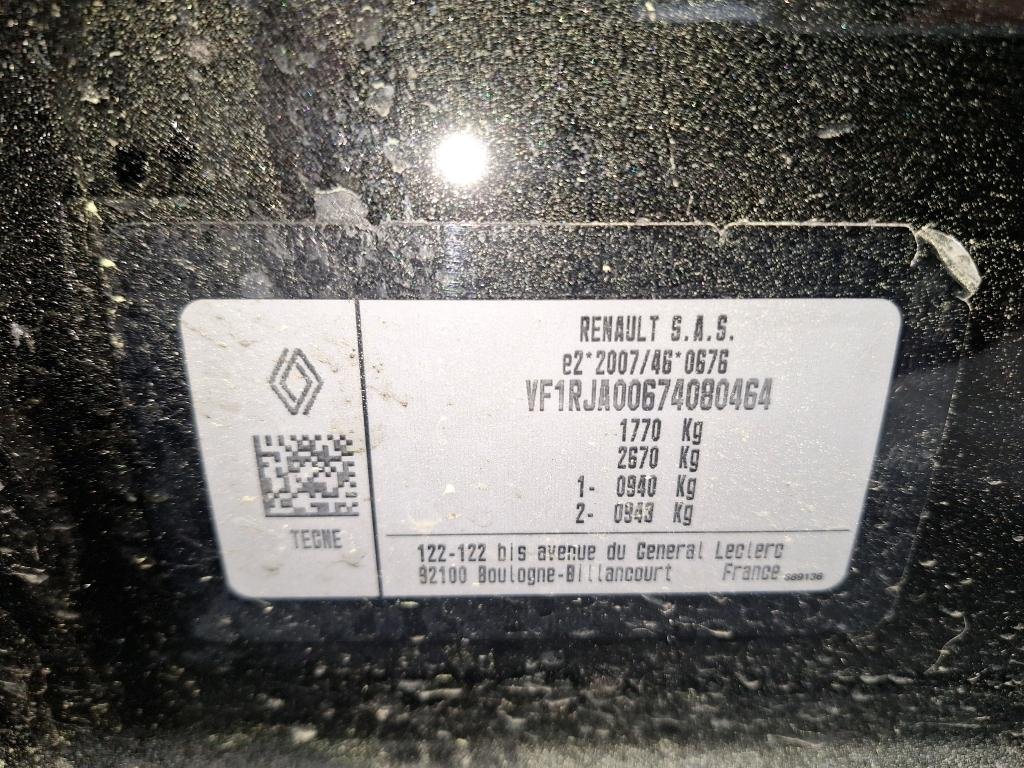 RENAULT S.A.S.
e2*2007/46*0676
VF1RJA00674080464
1770 Kg
2670 Kg
1- 0940 Kg
2- 0943 Kg
TECNE
122-122 bis avenue du General Leclerc
92100 Boulogne-Billancourt France S89136